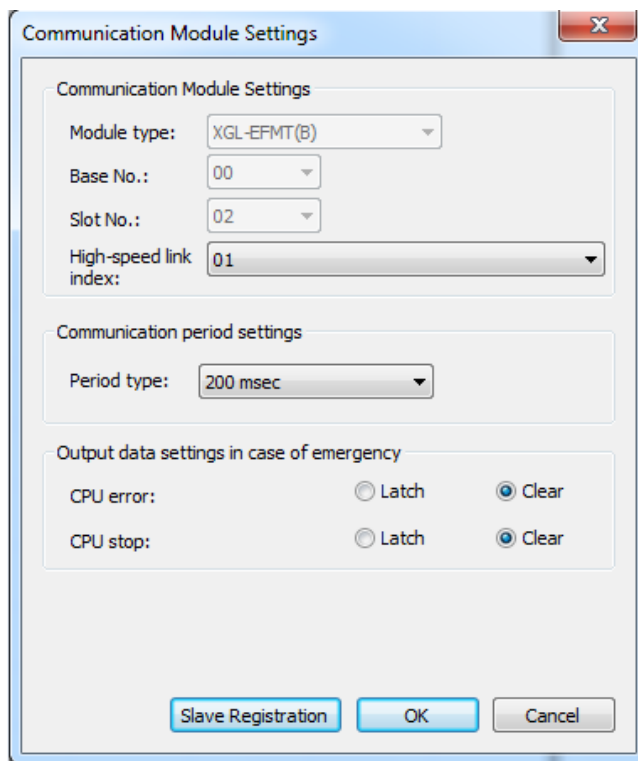 Communication Module Settings
Communication Module Settings
Module type: XGL-EFMT(B)
Base No.: 00
Slot No.: 02
High-speed link index: 01
Communication period settings
Period type: 200 msec
Output data settings in case of emergency
CPU error: Latch Clear
CPU stop: Latch Clear
Slave Registration OK Cancel